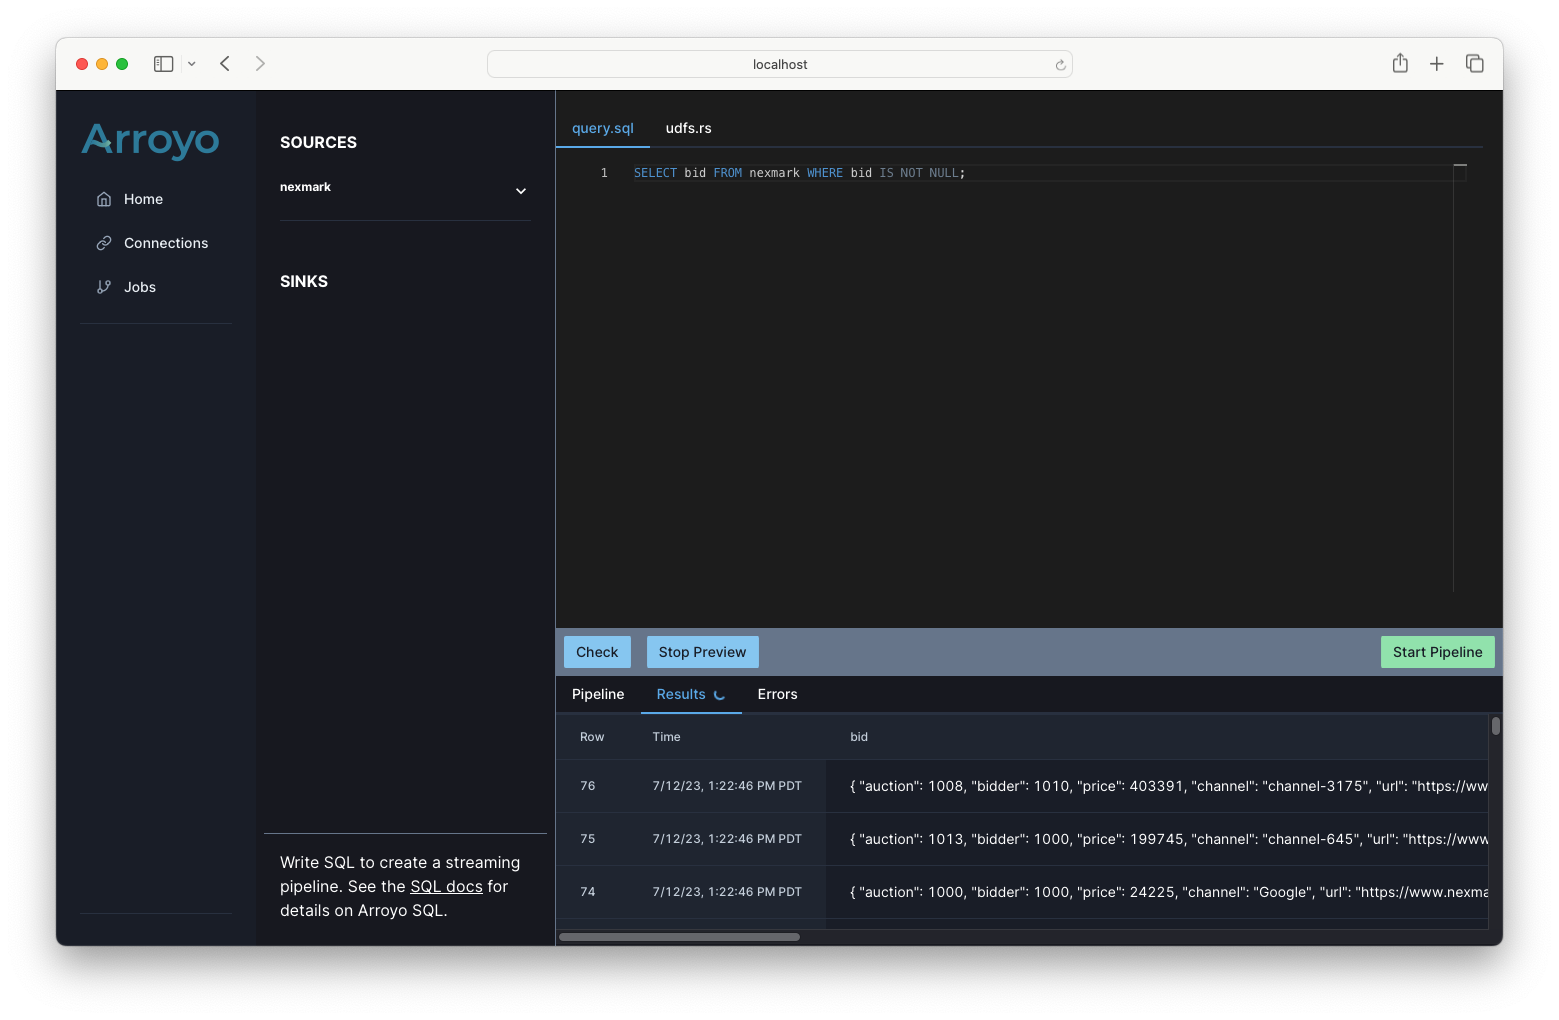 localhost
Arroyo
Home
Connections
Jobs
SOURCES
nexmark
SINKS
Write SQL to create a streaming
pipeline. See the SQL docs for
details on Arroyo SQL.
query.sql udfs.rs
1 SELECT bid FROM nexmark WHERE bid IS NOT NULL;
Check Stop Preview Start Pipeline
Pipeline Results Errors
Row Time bid
76 7/12/23, 1:22:46 PM PDT { "auction": 1008, "bidder": 1010, "price": 403391, "channel": "channel-3175", "url": "https://ww
75 7/12/23, 1:22:46 PM PDT { "auction": 1013, "bidder": 1000, "price": 199745, "channel": "channel-645", "url": "https://www
74 7/12/23, 1:22:46 PM PDT { "auction": 1000, "bidder": 1000, "price": 24225, "channel": "Google", "url": "https://www.nexma